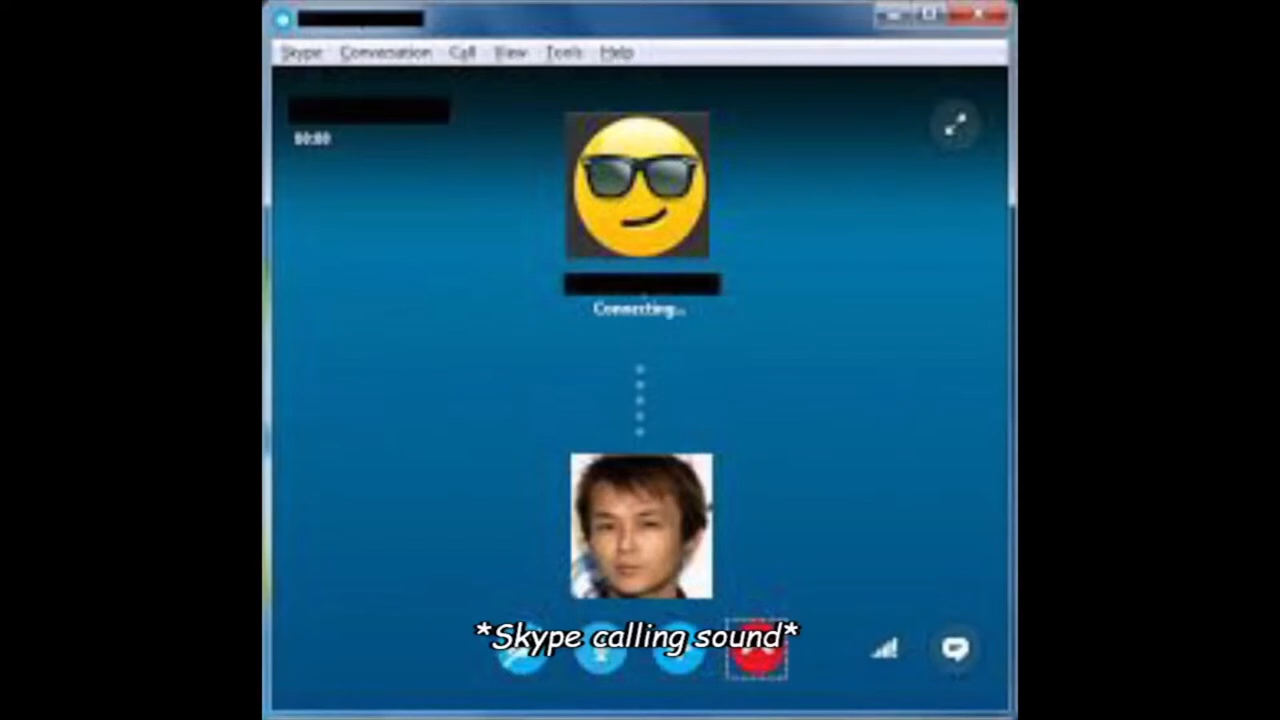 Skype Conversation Call View Tools Help
00:00
Connecting...
*Skype calling sound*